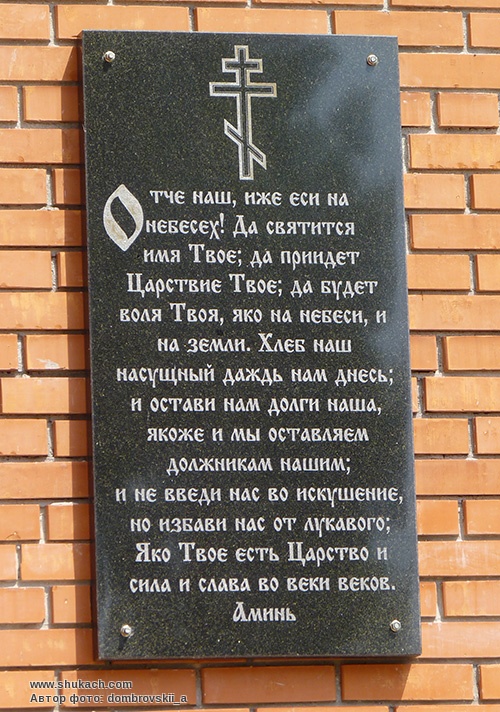 Отче наш, иже еси на
небесех! Да святится
имя Твое; да приидет
Царствие Твое; да будет
воля Твоя, яко на небеси, и
на земли. Хлеб наш
насущный даждь нам днесь;
и остави нам долги наша,
якоже и мы оставляем
должникам нашим;
и не введи нас во искушение,
но избави нас от лукавого;
Яко Твое есть Царство и
сила и слава во веки веков.
Аминь
www.shukach.com
Автор фото: dombrovskii_a